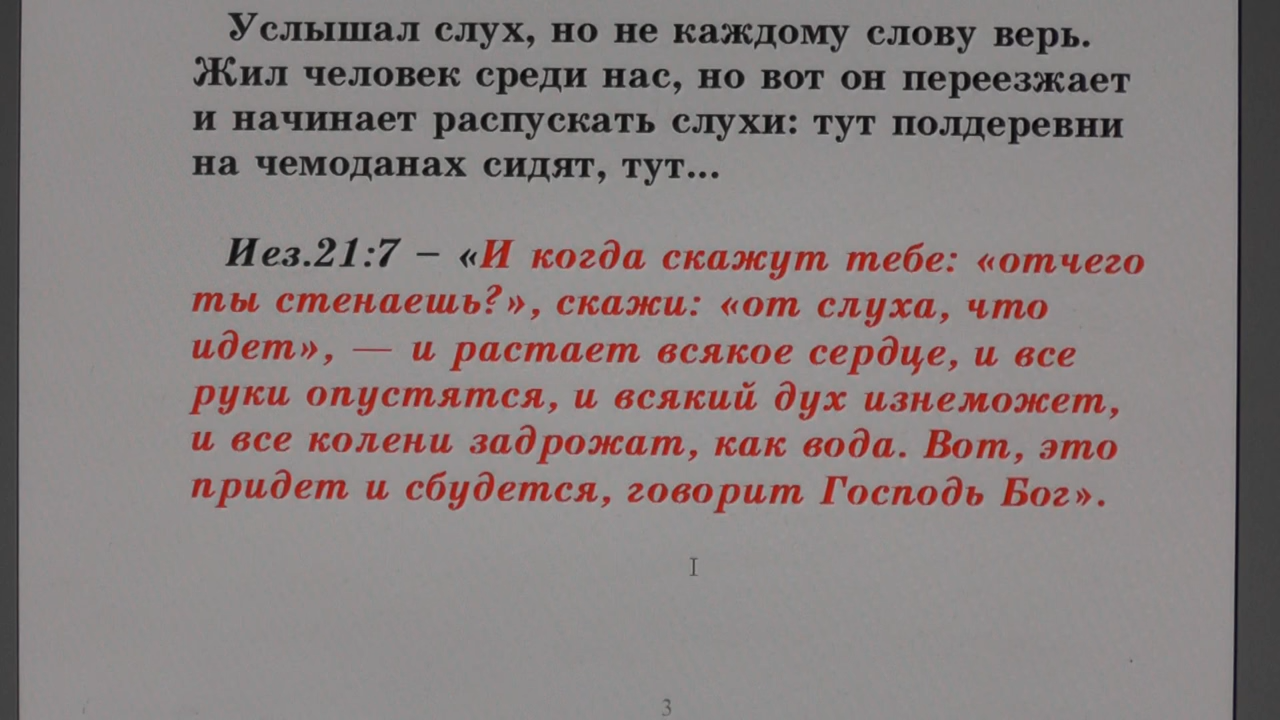 Услышал слух, но не каждому слову верь.
Жил человек среди нас, но вот он переезжает
и начинает распускать слухи: тут полдеревни
на чемоданах сидят, тут...
Иез.21:7 – «И когда скажут тебе: «отчего
ты стенаешь?», скажи: «от слуха, что
идет», — и растает всякое сердце, и все
руки опустятся, и всякий дух изнеможет,
и все колени задрожат, как вода. Вот, это
придет и сбудется, говорит Господь Бог».
3